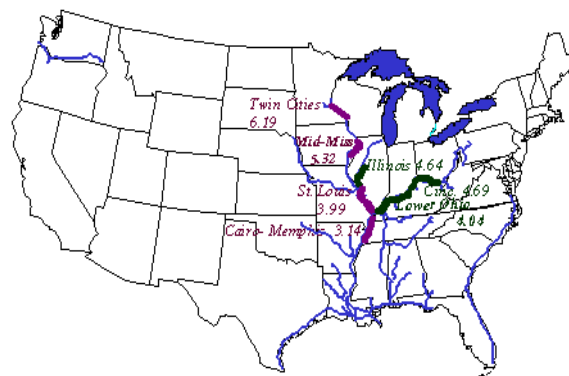 Twin Cities
6.19
Mid-Miss
5.32
Illinois 4.64
St. Louis
3.99
Cinc. 4.69
Lower Ohio
4.04
Cairo- Memphis 3.14